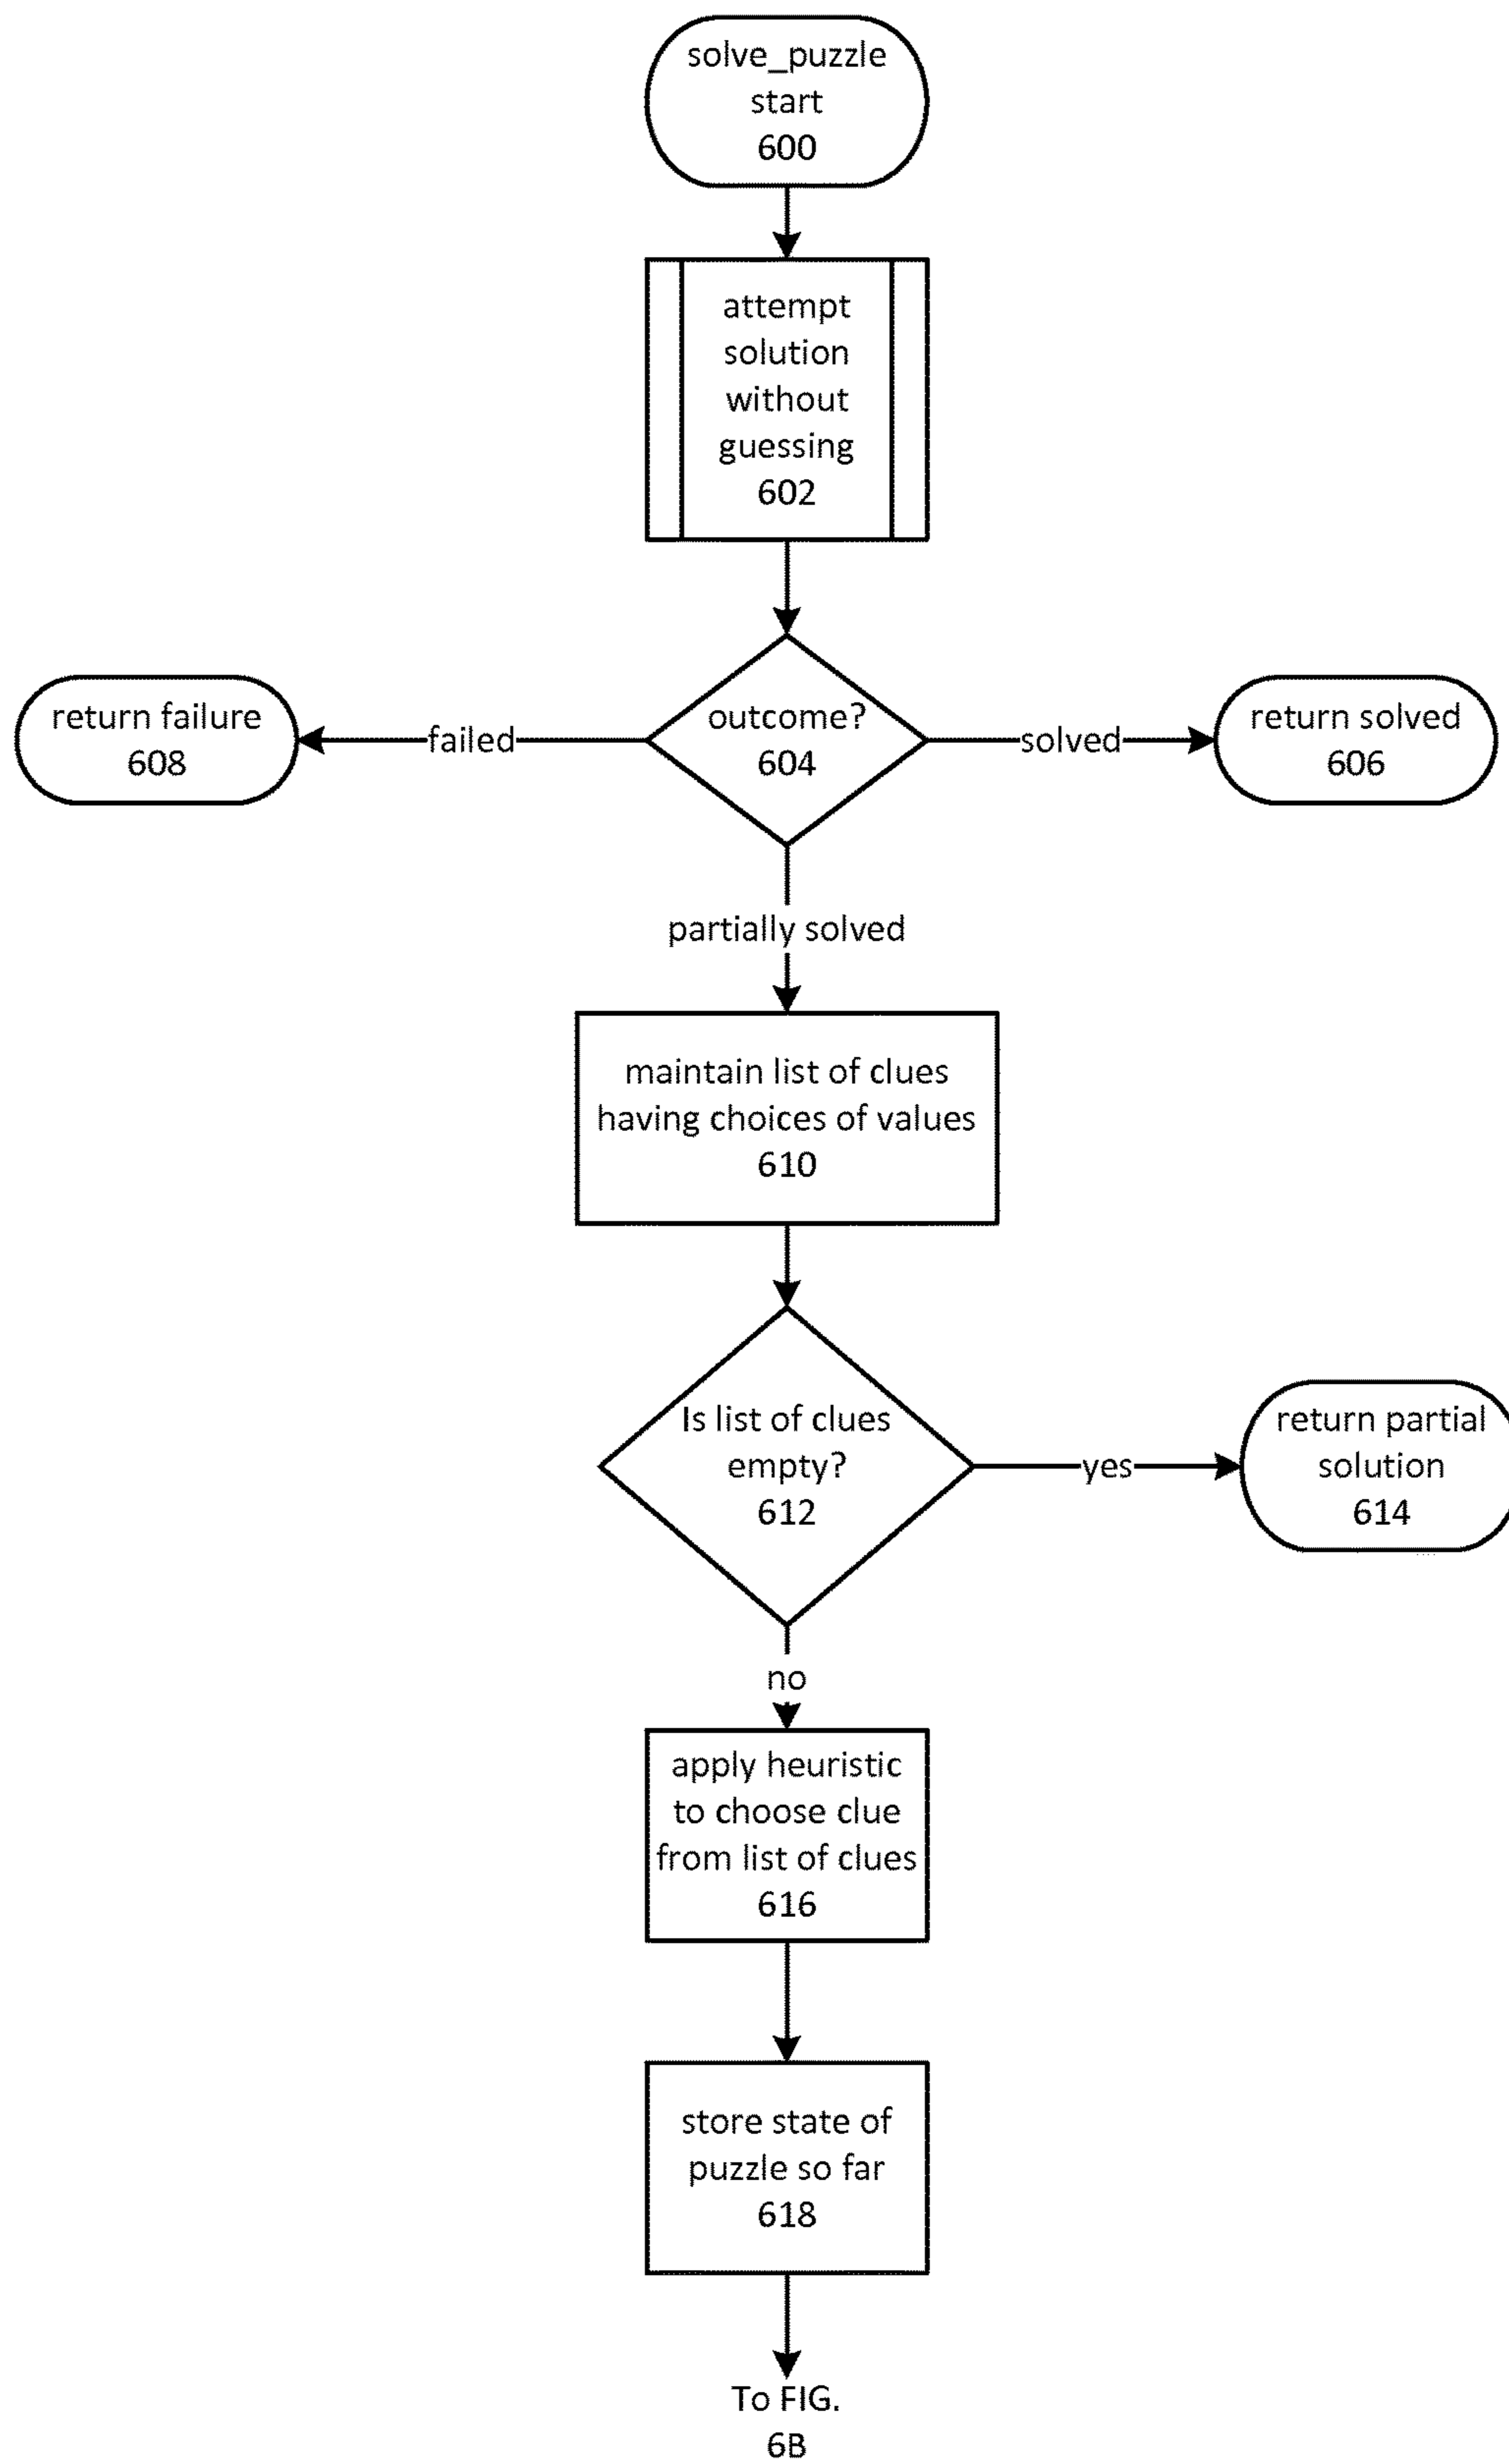 solve_puzzle
start
600
attempt
solution
without
guessing
602
outcome?
604
failed
return failure
608
solved
return solved
606
partially solved
maintain list of clues
having choices of values
610
Is list of clues
empty?
612
yes
return partial
solution
614
no
apply heuristic
to choose clue
from list of clues
616
store state of
puzzle so far
618
To FIG.
6B